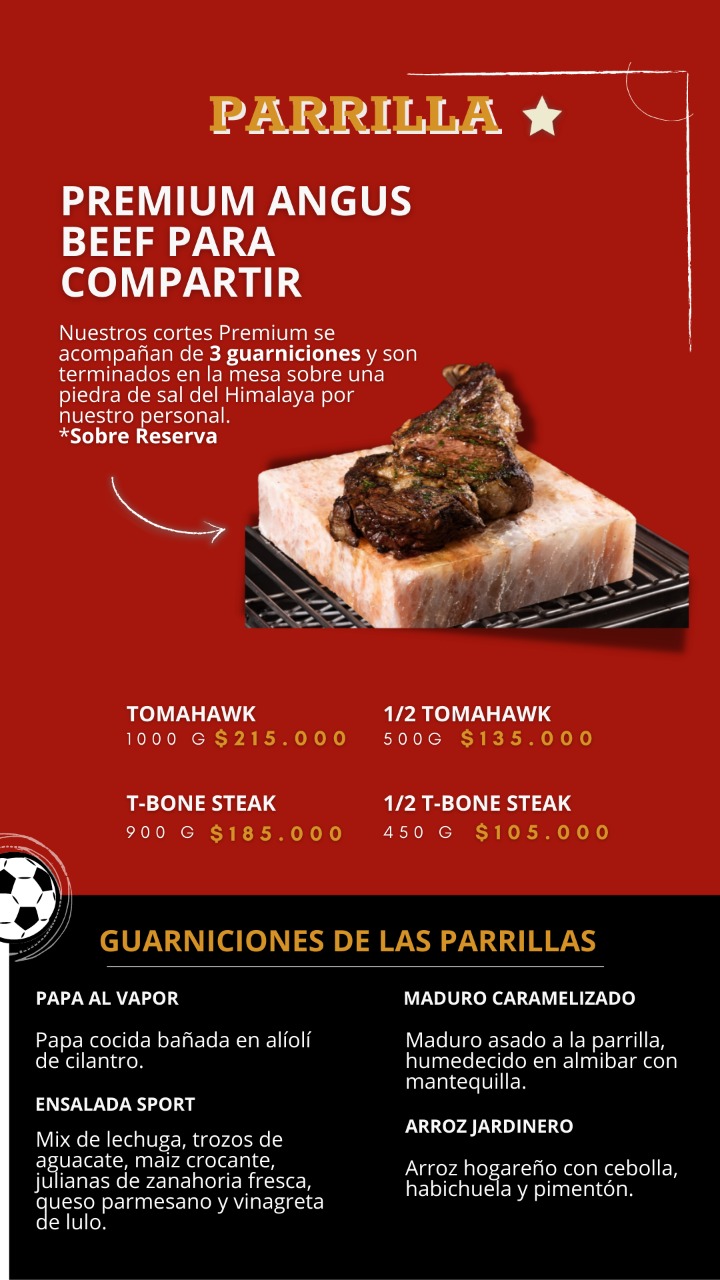 PARRILLA
PREMIUM ANGUS
BEEF PARA
COMPARTIR
Nuestros cortes Premium se
acompañan de 3 guarniciones y son
terminados en la mesa sobre una
piedra de sal del Himalaya por
nuestro personal.
*Sobre Reserva
TOMAHAWK
1000 G $215.000
1/2 TOMAHAWK
500G $135.000
T-BONE STEAK
900 G $185.000
1/2 T-BONE STEAK
450 G $105.000
GUARNICIONES DE LAS PARRILLAS
PAPA AL VAPOR
Papa cocida bañada en alíolí
de cilantro.
ENSALADA SPORT
Mix de lechuga, trozos de
aguacate, maiz crocante,
julianas de zanahoria fresca,
queso parmesano y vinagreta
de lulo.
MADURO CARAMELIZADO
Maduro asado a la parrilla,
humedecido en almibar con
mantequilla.
ARROZ JARDINERO
Arroz hogareño con cebolla,
habichuela y pimentón.